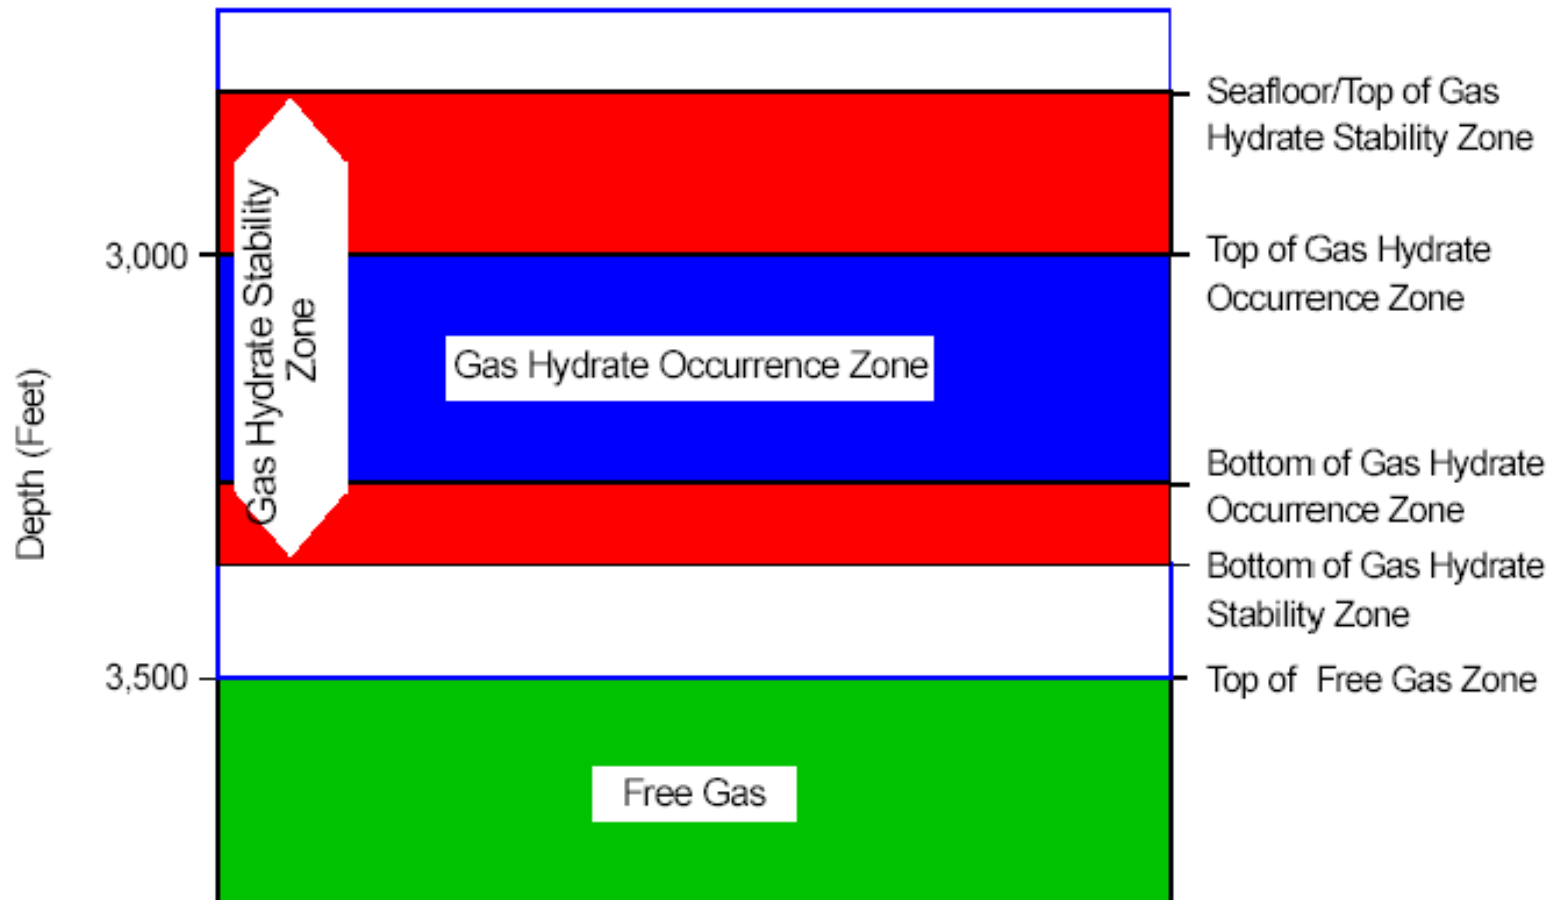 Seafloor/Top of Gas
Hydrate Stability Zone
Gas Hydrate Stability
Zone
3,000
Top of Gas Hydrate
Occurrence Zone
Gas Hydrate Occurrence Zone
Depth (Feet)
Bottom of Gas Hydrate
Occurrence Zone
Bottom of Gas Hydrate
Stability Zone
3,500
Top of Free Gas Zone
Free Gas